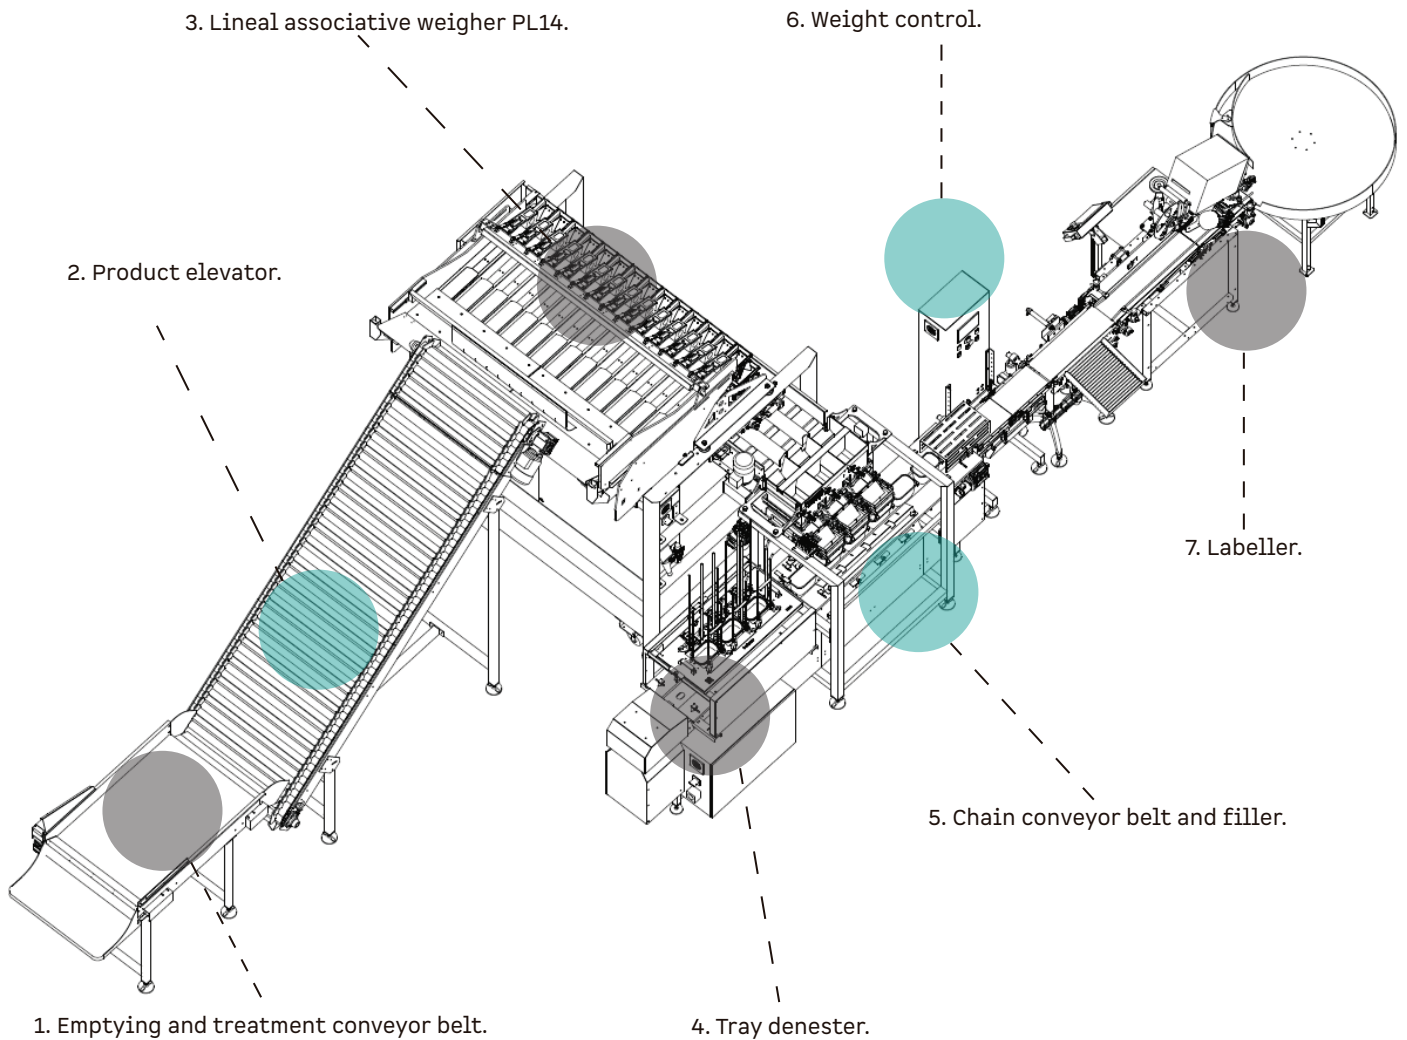 3. Lineal associative weigher PL14.
6. Weight control.
2. Product elevator.
7. Labeller.
5. Chain conveyor belt and filler.
1. Emptying and treatment conveyor belt.
4. Tray denester.